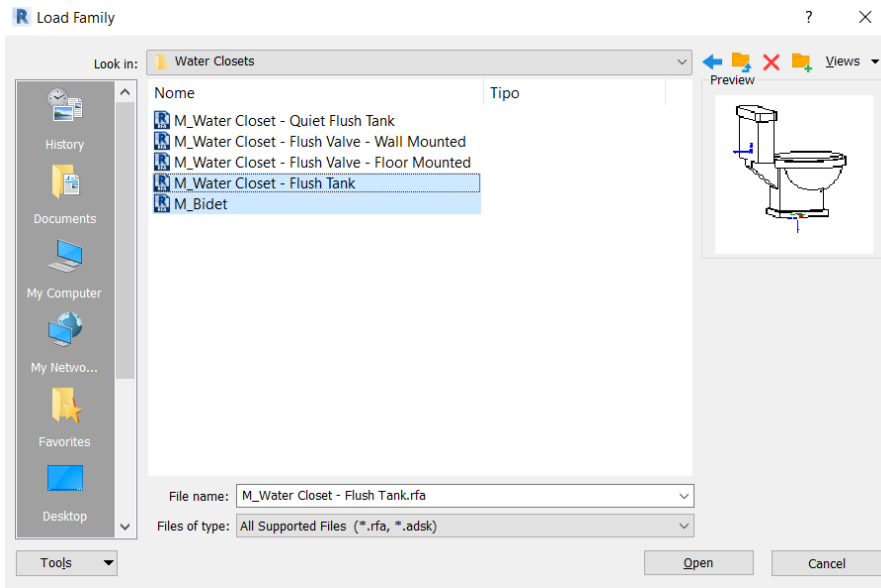 Load Family
Look in: Water Closets
Views
Preview
Nome Tipo
M_Water Closet - Quiet Flush Tank
M_Water Closet - Flush Valve - Wall Mounted
M_Water Closet - Flush Valve - Floor Mounted
M_Water Closet - Flush Tank
M_Bidet
History
Documents
My Computer
My Netwo...
Favorites
Desktop
File name: M_Water Closet - Flush Tank.rfa
Files of type: All Supported Files (*.rfa, *.adsk)
Tools Open Cancel